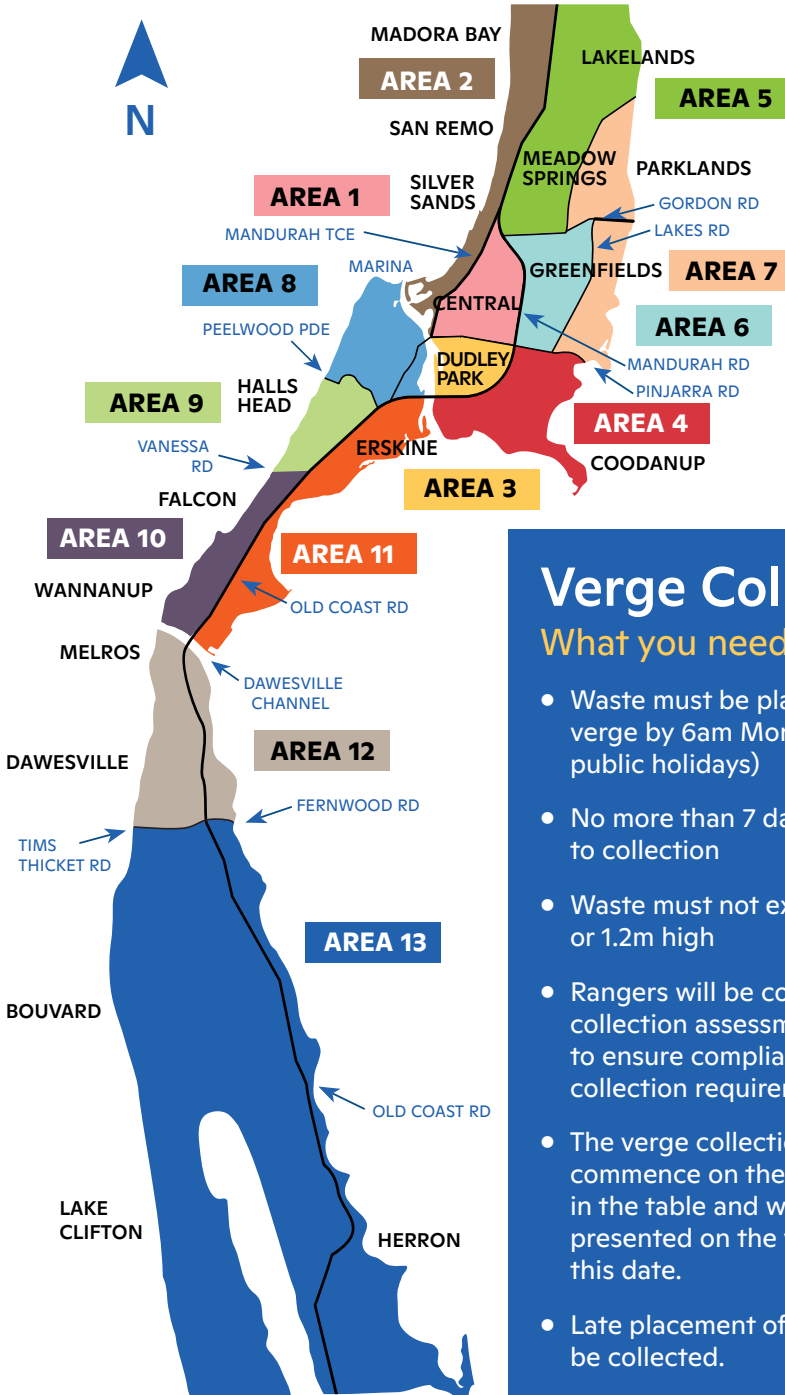 MADORA BAY
LAKELANDS
AREA 2
AREA 5
N
SAN REMO
MEADOW
SPRINGS
PARKLANDS
SILVER
SANDS
AREA 1
GORDON RD
MANDURAH TCE
LAKES RD
MARINA
GREENFIELDS
AREA 7
AREA 8
CENTRAL
PEELWOOD PDE
AREA 6
DUDLEY
PARK
MANDURAH RD
HALLS
HEAD
PINJARRA RD
AREA 9
AREA 4
VANESSA
RD
ERSKINE
COODANUP
FALCON
AREA 3
AREA 10
AREA 11
WANNANUP
OLD COAST RD
MELROS
DAWESVILLE
CHANNEL
AREA 12
DAWESVILLE
FERNWOOD RD
TIMS
THICKET RD
AREA 13
BOUVARD
OLD COAST RD
LAKE
CLIFTON
HERRON
Verge Col
What you need
• Waste must be pla
verge by 6am Mon
public holidays)
• No more than 7 da
to collection
• Waste must not ex
or 1.2m high
• Rangers will be co
collection assessm
to ensure complia
collection requirer
• The verge collectio
commence on the
in the table and w
presented on the
this date.
• Late placement of
be collected.